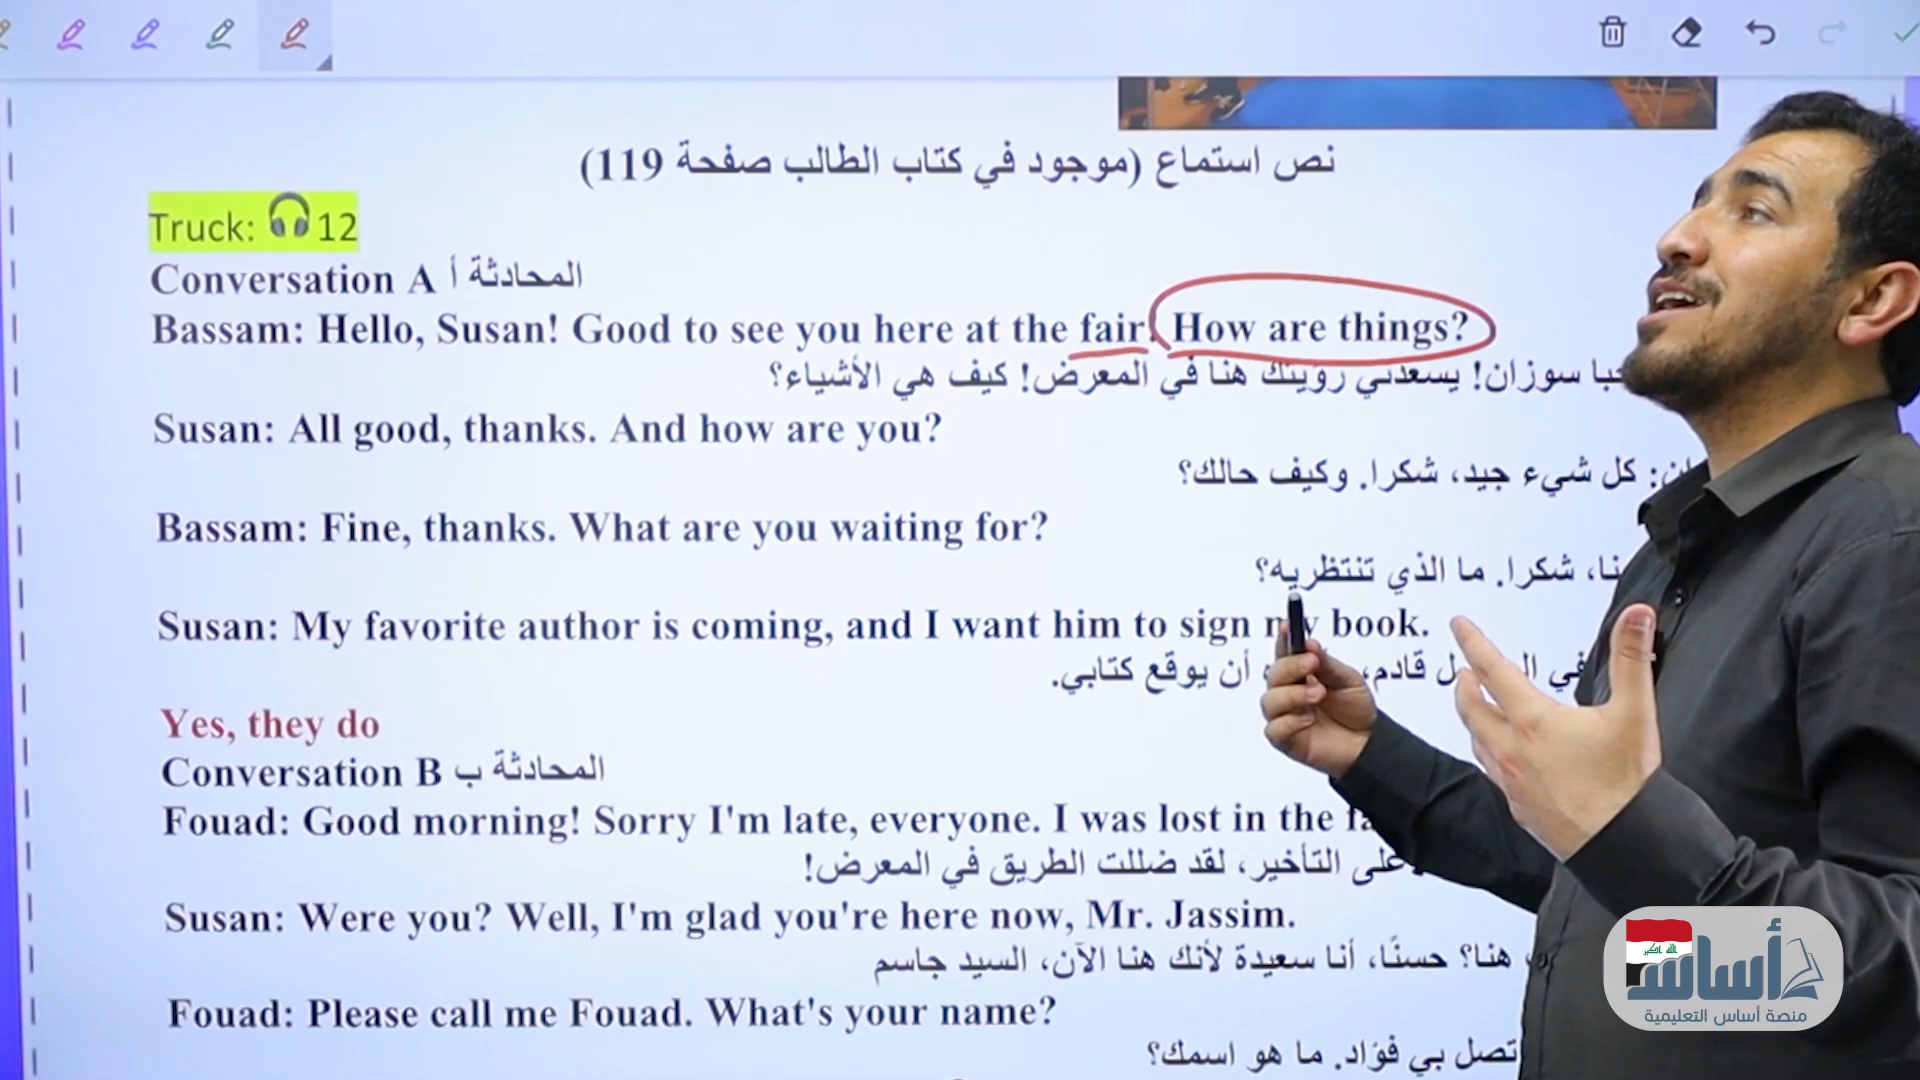 نص استماع (موجود في كتاب الطالب صفحة 119)
Truck: 12
Conversation A المحادثة أ
Bassam: Hello, Susan! Good to see you here at the fair. How are things?
سوزان! يسعدني رؤيتك هنا في المعرض! كيف هي الأشياء؟
Susan: All good, thanks. And how are you?
كل شيء جيد، شكرا. وكيف حالك؟
Bassam: Fine, thanks. What are you waiting for?
شكرا. ما الذي تنتظريه؟
Susan: My favorite author is coming, and I want him to sign my book.
قادم، أن يوقع كتابي.
Yes, they do
Conversation B المحادثة ب
Fouad: Good morning! Sorry I'm late, everyone. I was lost in the
على التأخير، لقد ضللت الطريق في المعرض!
Susan: Were you? Well, I'm glad you're here now, Mr. Jassim.
هنا؟ حسنًا، أنا سعيدة لأنك هنا الآن، السيد جاسم
Fouad: Please call me Fouad. What's your name?
تصل بي فؤاد. ما هو اسمك؟
أساس
منصة أساس التعليمية